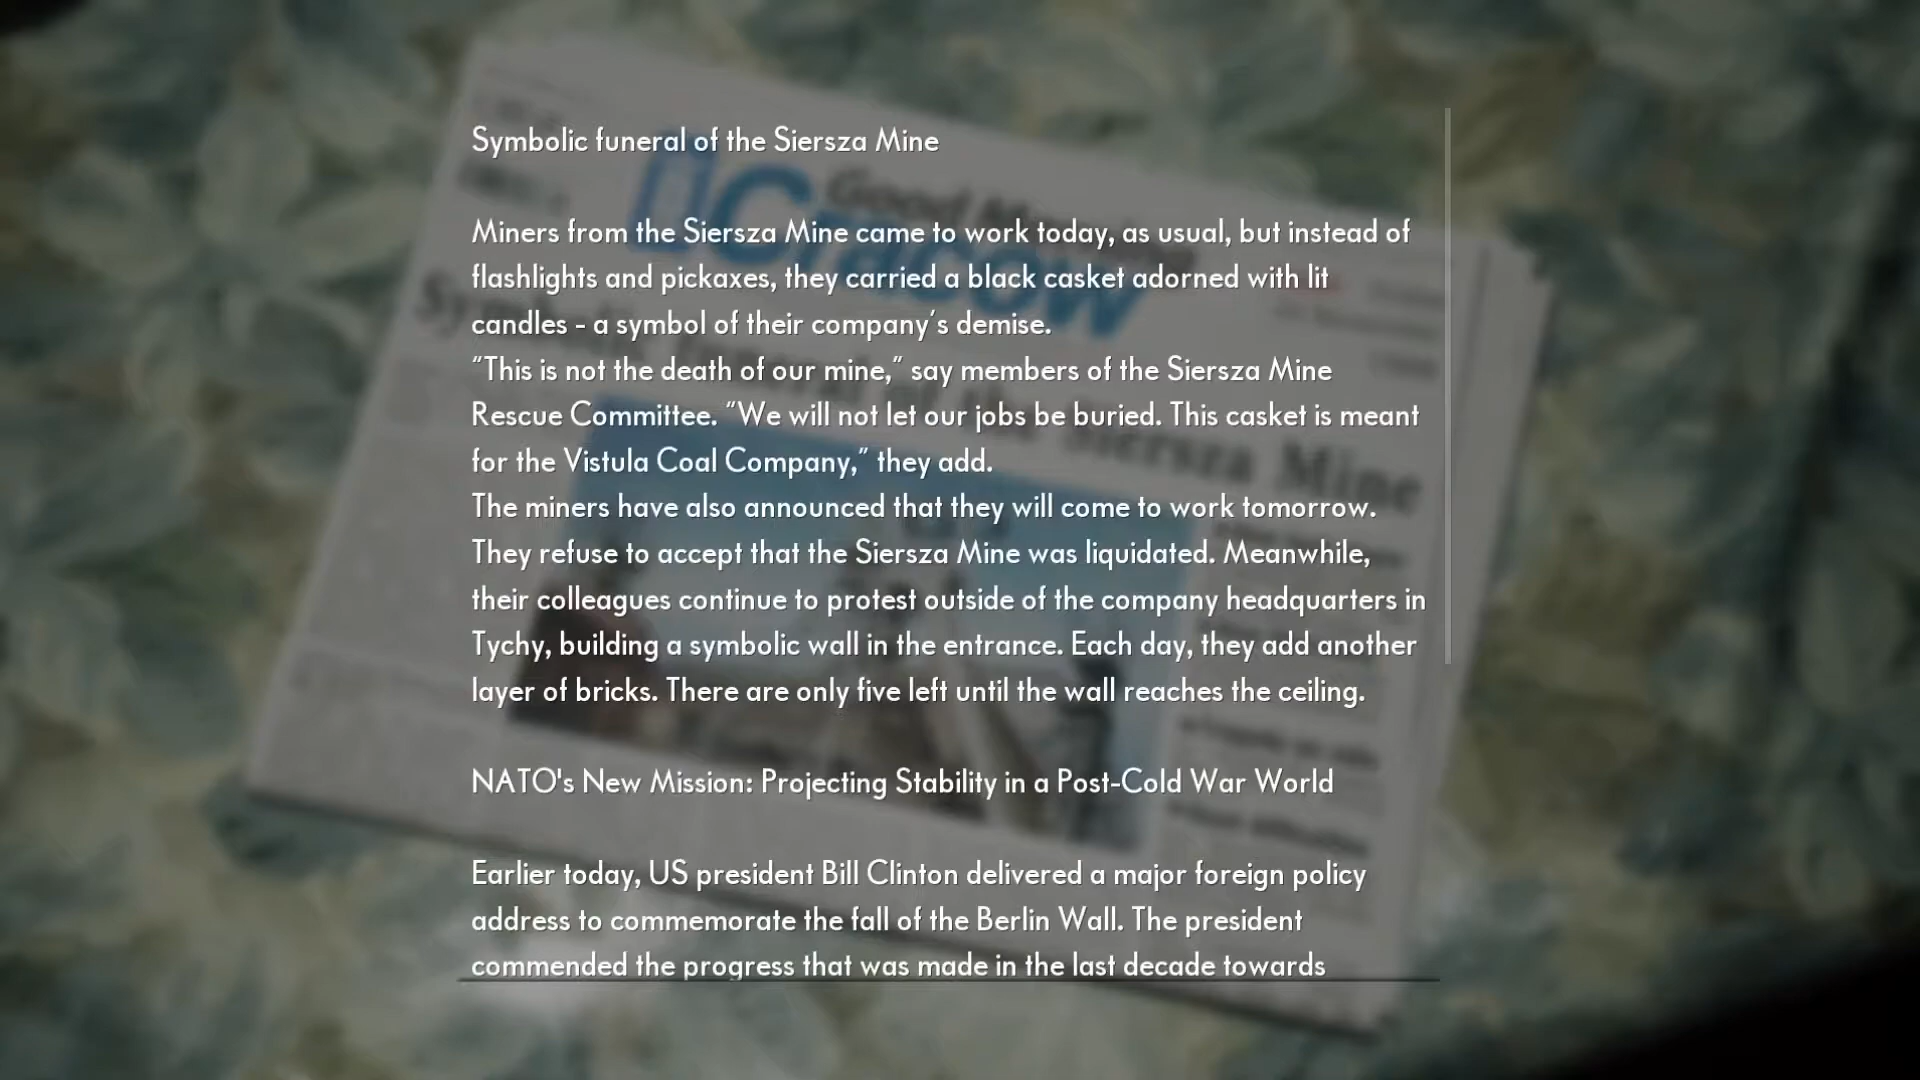 Symbolic funeral of the Siersza Mine
Miners from the Siersza Mine came to work today, as usual, but instead of
flashlights and pickaxes, they carried a black casket adorned with lit
candles - a symbol of their company's demise.
"This is not the death of our mine," say members of the Siersza Mine
Rescue Committee. "We will not let our jobs be buried. This casket is meant
for the Vistula Coal Company," they add.
The miners have also announced that they will come to work tomorrow.
They refuse to accept that the Siersza Mine was liquidated. Meanwhile,
their colleagues continue to protest outside of the company headquarters in
Tychy, building a symbolic wall in the entrance. Each day, they add another
layer of bricks. There are only five left until the wall reaches the ceiling.
NATO's New Mission: Projecting Stability in a Post-Cold War World
Earlier today, US president Bill Clinton delivered a major foreign policy
address to commemorate the fall of the Berlin Wall. The president
commended the progress that was made in the last decade towards
Good Morning
Cracow
Symbolic funeral of the Siersza Mine